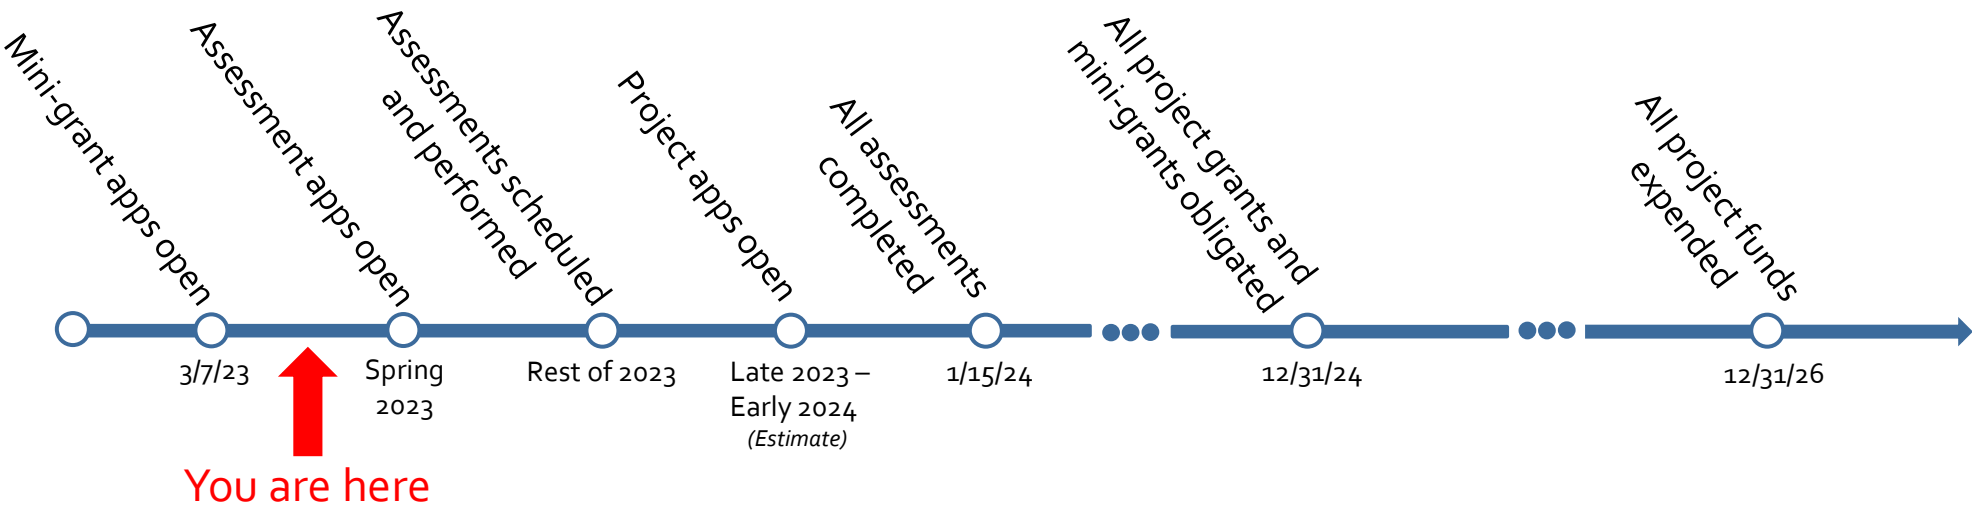 Mini-grant apps open
Assessment apps open
Assessments scheduled
and performed
Project apps open
All assessments
completed
All project grants and
mini-grants obligated
All project funds
expended
3/7/23
Spring
2023
Rest of 2023
Late 2023 –
Early 2024
(Estimate)
1/15/24
12/31/24
12/31/26
You are here